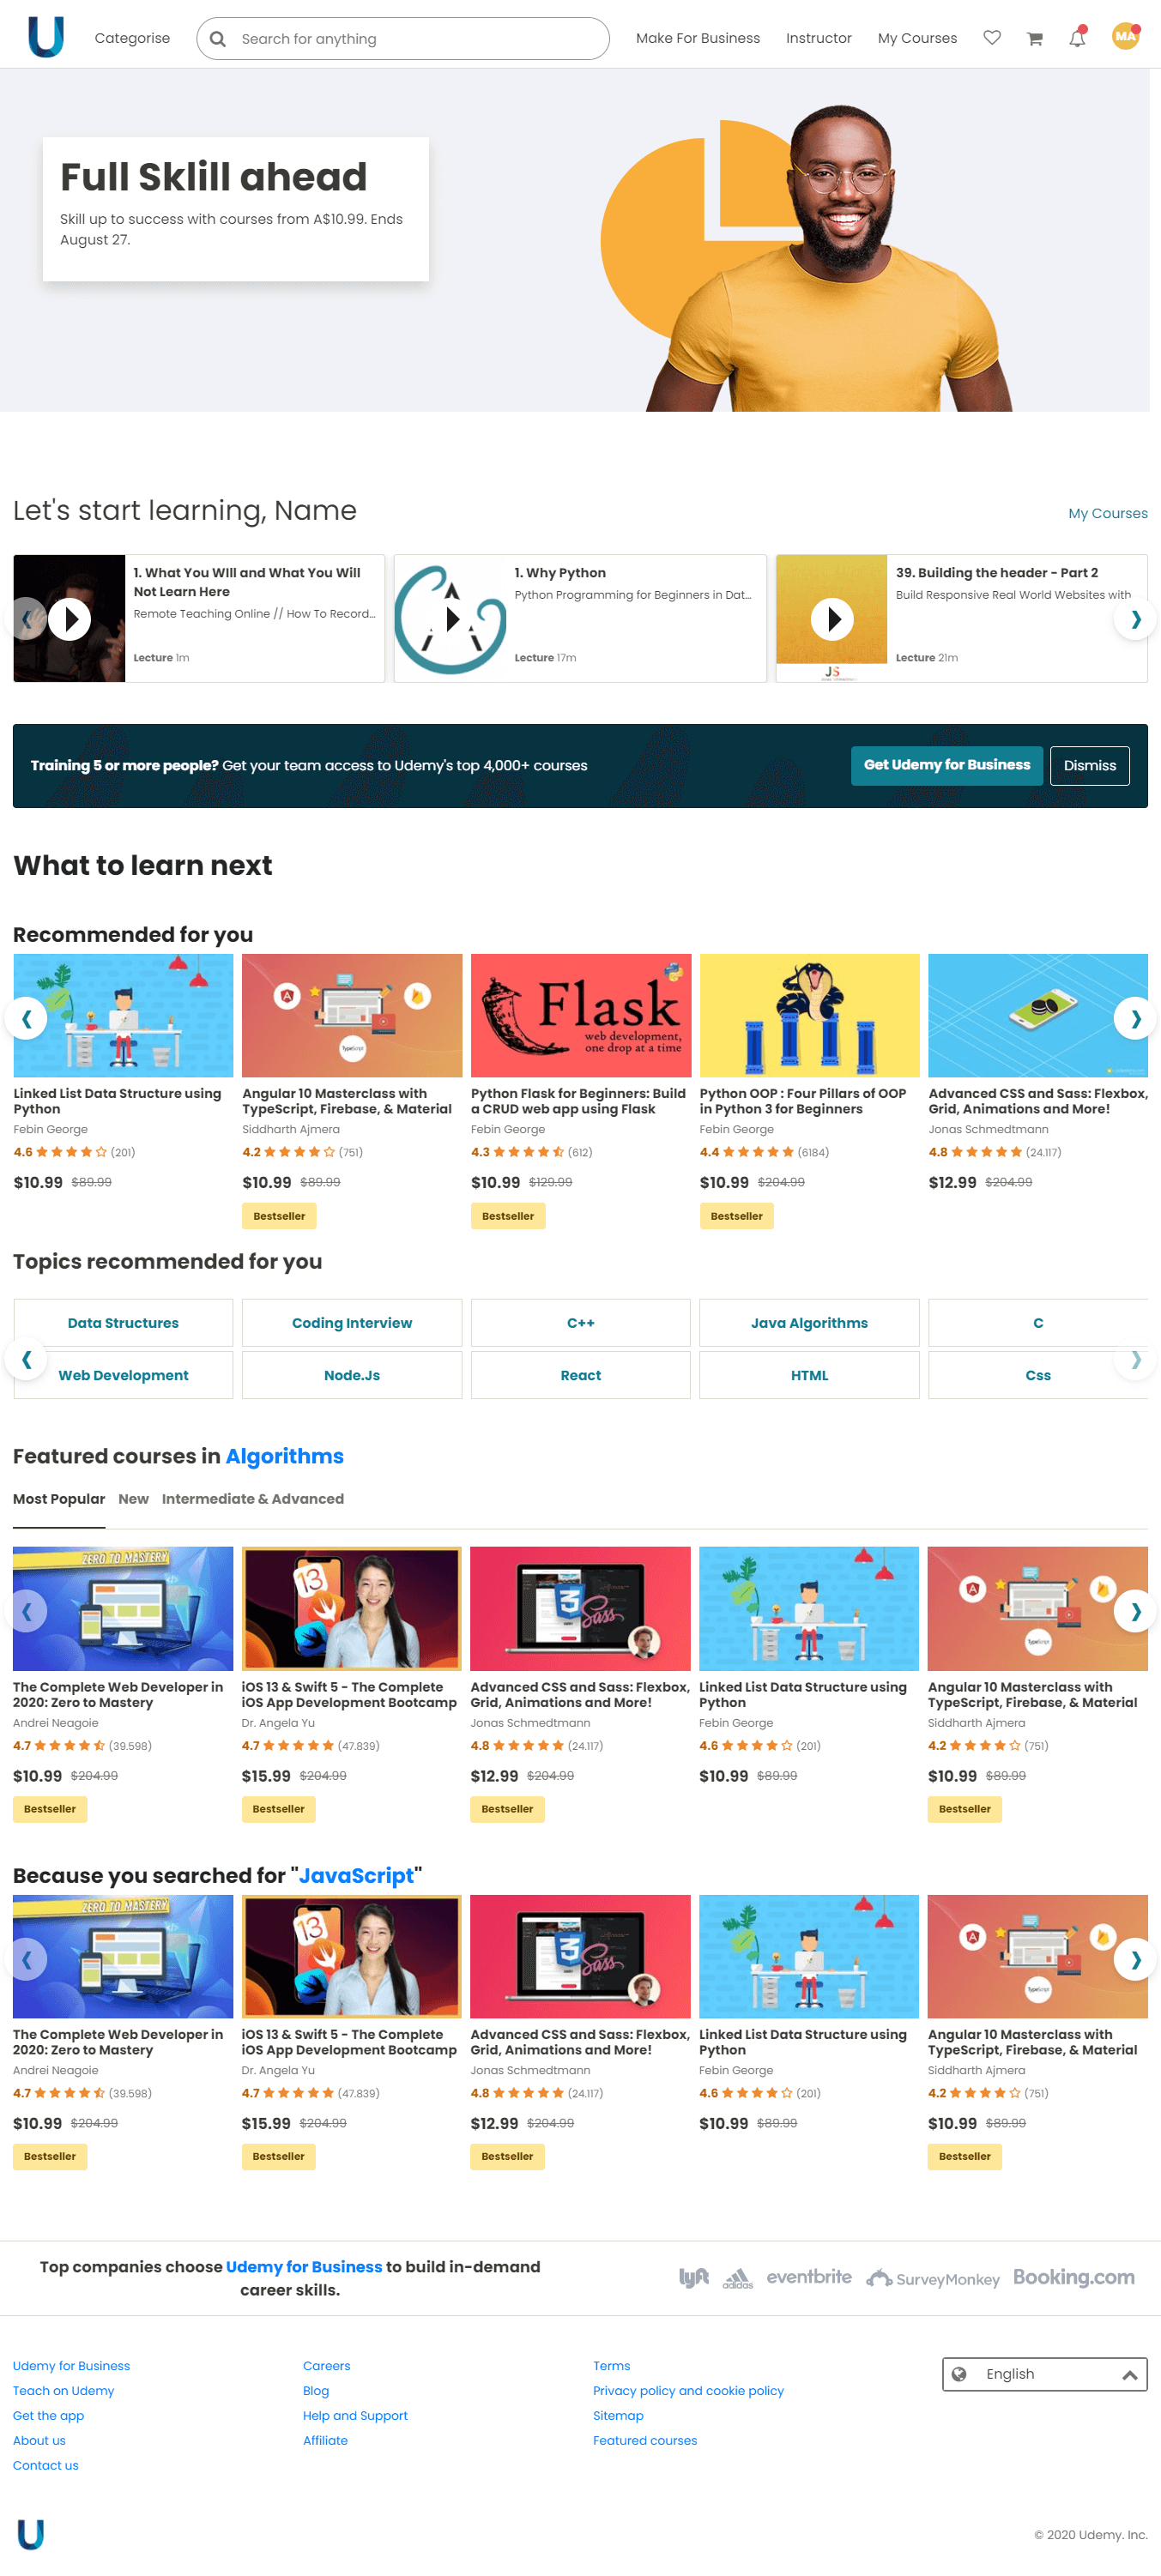 Categorise
Search for anything
Make For Business
Instructor
My Courses
MA
Full Sklill ahead
Skill up to success with courses from A$10.99. Ends
August 27.
Let's start learning, Name
My Courses
1. What You WIll and What You Will
Not Learn Here
Remote Teaching Online // How To Record...
Lecture 1m
1. Why Python
Python Programming for Beginners in Dat...
Lecture 17m
39. Building the header - Part 2
Build Responsive Real World Websites with
Lecture 21m
JS
Training 5 or more people? Get your team access to Udemy's top 4,000+ courses
Get Udemy for Business
Dismiss
What to learn next
Recommended for you
TypeScript
Flask
web development,
one drop at a time
Linked List Data Structure using
Python
Febin George
4.6 (201)
$10.99 $89.99
Angular 10 Masterclass with
TypeScript, Firebase, & Material
Siddharth Ajmera
4.2 (751)
$10.99 $89.99
Bestseller
Python Flask for Beginners: Build
a CRUD web app using Flask
Febin George
4.3 (612)
$10.99 $129.99
Bestseller
Python OOP : Four Pillars of OOP
in Python 3 for Beginners
Febin George
4.4 (6184)
$10.99 $204.99
Bestseller
Advanced CSS and Sass: Flexbox,
Grid, Animations and More!
Jonas Schmedtmann
4.8 (24.117)
$12.99 $204.99
Topics recommended for you
Data Structures
Coding Interview
C++
Java Algorithms
C
Web Development
Node.Js
React
HTML
Css
Featured courses in Algorithms
Most Popular
New
Intermediate & Advanced
ZERO TO MASTERY
13
3
Sass
TypeScript
The Complete Web Developer in
2020: Zero to Mastery
Andrei Neagoie
4.7 (39.598)
$10.99 $204.99
Bestseller
iOS 13 & Swift 5 - The Complete
iOS App Development Bootcamp
Dr. Angela Yu
4.7 (47.839)
$15.99 $204.99
Bestseller
Advanced CSS and Sass: Flexbox,
Grid, Animations and More!
Jonas Schmedtmann
4.8 (24.117)
$12.99 $204.99
Bestseller
Linked List Data Structure using
Python
Febin George
4.6 (201)
$10.99 $89.99
Angular 10 Masterclass with
TypeScript, Firebase, & Material
Siddharth Ajmera
4.2 (751)
$10.99 $89.99
Bestseller
Because you searched for "JavaScript"
ZERO TO MASTERY
13
3
Sass
TypeScript
The Complete Web Developer in
2020: Zero to Mastery
Andrei Neagoie
4.7 (39.598)
$10.99 $204.99
Bestseller
iOS 13 & Swift 5 - The Complete
iOS App Development Bootcamp
Dr. Angela Yu
4.7 (47.839)
$15.99 $204.99
Bestseller
Advanced CSS and Sass: Flexbox,
Grid, Animations and More!
Jonas Schmedtmann
4.8 (24.117)
$12.99 $204.99
Bestseller
Linked List Data Structure using
Python
Febin George
4.6 (201)
$10.99 $89.99
Angular 10 Masterclass with
TypeScript, Firebase, & Material
Siddharth Ajmera
4.2 (751)
$10.99 $89.99
Bestseller
Top companies choose Udemy for Business to build in-demand
career skills.
lyft
adidas
eventbrite
SurveyMonkey
Booking.com
Udemy for Business
Teach on Udemy
Get the app
About us
Contact us
Careers
Blog
Help and Support
Affiliate
Terms
Privacy policy and cookie policy
Sitemap
Featured courses
English
© 2020 Udemy. Inc.